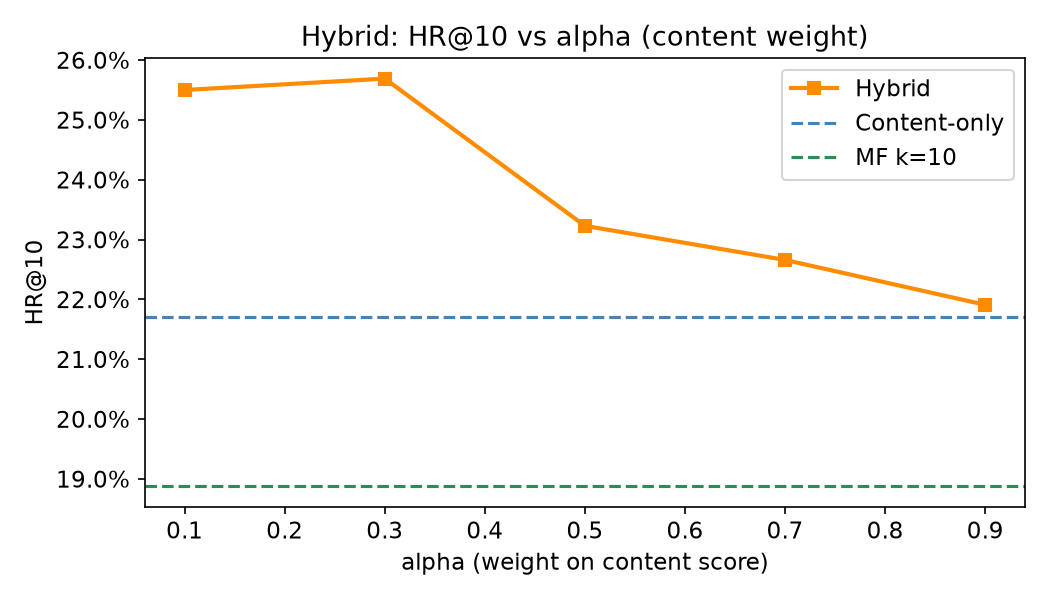 Hybrid: HR@10 vs alpha (content weight)
26.0%
25.0%
24.0%
23.0%
22.0%
21.0%
20.0%
19.0%
HR@10
Hybrid
Content-only
MF k=10
0.1 0.2 0.3 0.4 0.5 0.6 0.7 0.8 0.9
alpha (weight on content score)